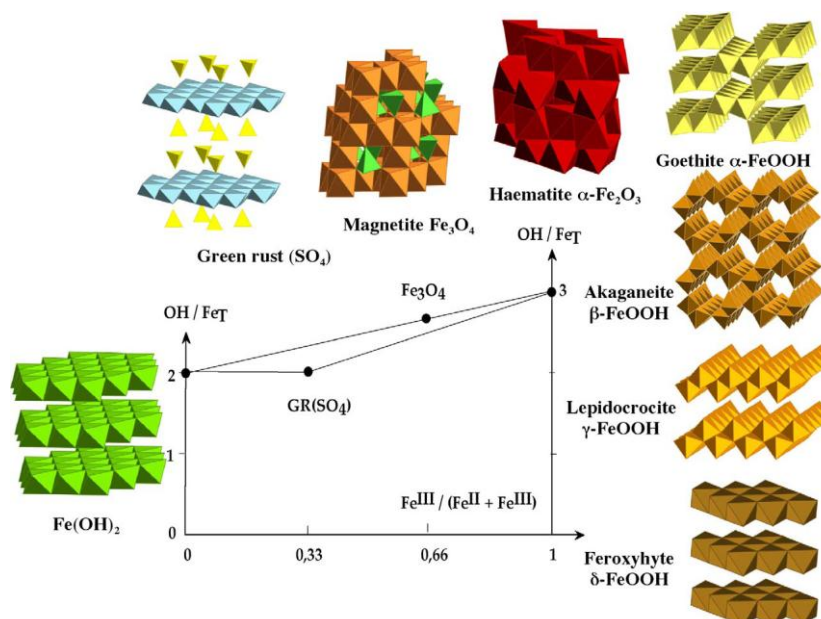 Green rust (SO₄)
Magnetite Fe₃O₄
Haematite α-Fe₂O₃
Goethite α-FeOOH
Akaganeite
β-FeOOH
Lepidocrocite
γ-FeOOH
Feroxyhyte
δ-FeOOH
Fe(OH)₂
OH / FeT
OH / FeT
Fe₃O₄
3
2
GR(SO₄)
1
Feᴵᴵᴵ / (Feᴵᴵ + Feᴵᴵᴵ)
0
0
0,33
0,66
1